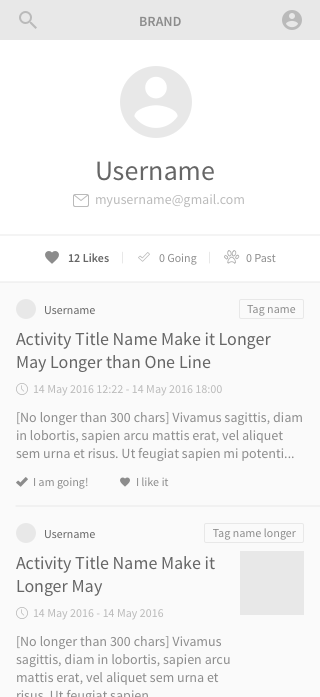 BRAND
Username
myusername@gmail.com
12 Likes 0 Going 0 Past
Username Tag name
Activity Title Name Make it Longer
May Longer than One Line
14 May 2016 12:22 - 14 May 2016 18:00
[No longer than 300 chars] Vivamus sagittis, diam
in lobortis, sapien arcu mattis erat, vel aliquet
sem urna et risus. Ut feugiat sapien mi potenti...
I am going! I like it
Username Tag name longer
Activity Title Name Make it
Longer May
14 May 2016 - 14 May 2016
[No longer than 300 chars] Vivamus
sagittis, diam in lobortis, sapien arcu
mattis erat, vel aliquet sem urna et
risus. Ut feugiat sapien